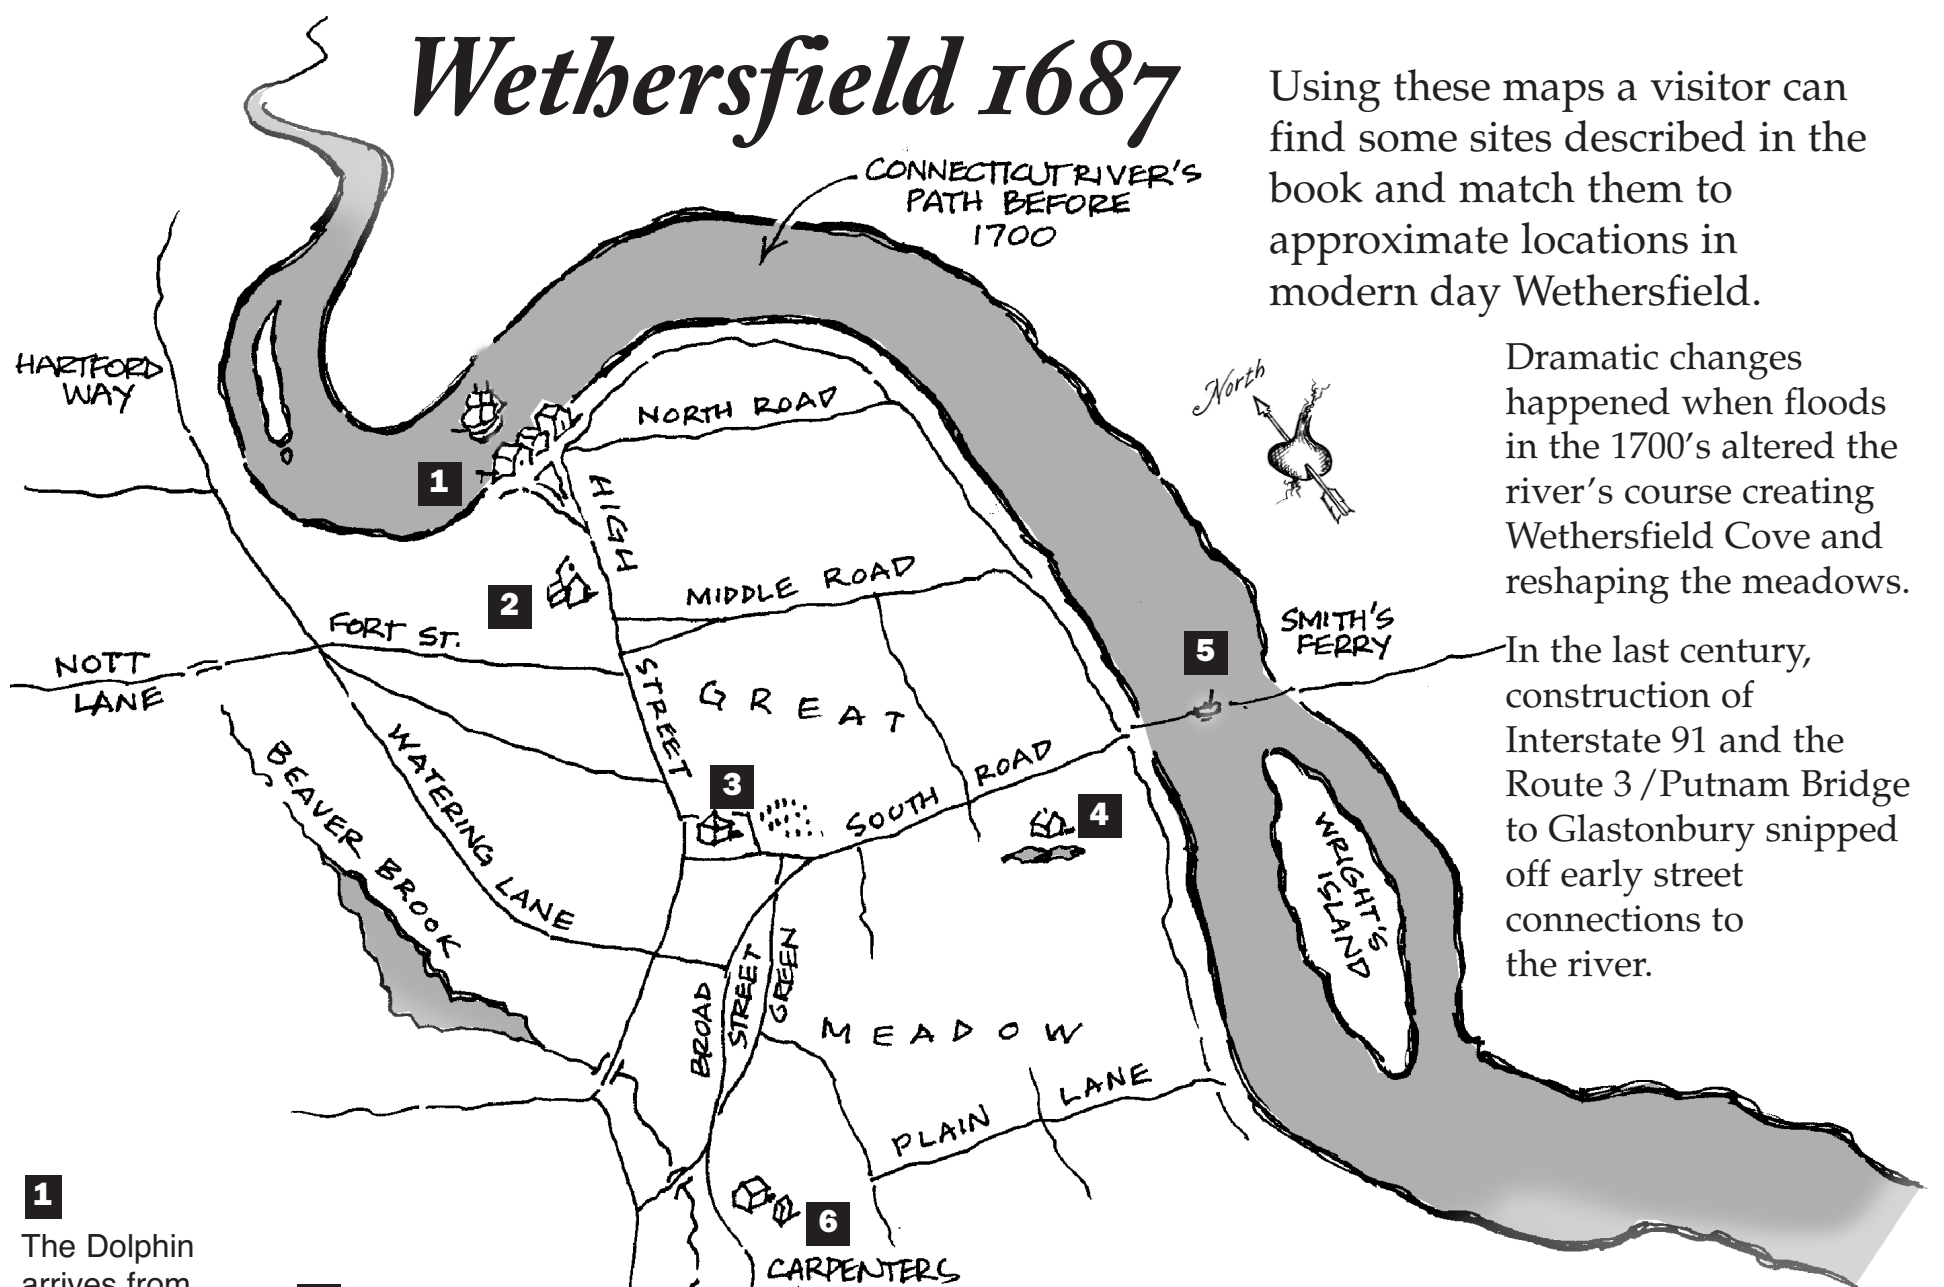 Wethersfield 1687
Using these maps a visitor can
find some sites described in the
book and match them to
approximate locations in
modern day Wethersfield.
CONNECTICUT RIVER'S
PATH BEFORE
1700
Dramatic changes
happened when floods
in the 1700's altered the
river's course creating
Wethersfield Cove and
reshaping the meadows.
In the last century,
construction of
Interstate 91 and the
Route 3/Putnam Bridge
to Glastonbury snipped
off early street
connections to
the river.
North
HARTFORD
WAY
NORTH ROAD
1
HIGH
STREET
MIDDLE ROAD
2
FORT ST.
NOTT
LANE
SMITH'S
FERRY
5
GREAT
WATERING LANE
BEAVER BROOK
3
SOUTH ROAD
4
WRIGHT'S
ISLAND
BROAD
STREET
GREEN
MEADOW
PLAIN LANE
6
CARPENTERS
1
The Dolphin
arrives from